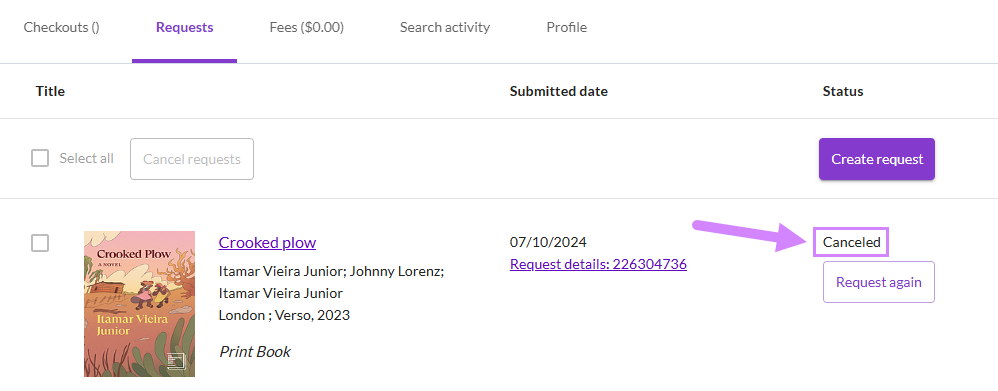 Checkouts ()
Requests
Fees ($0.00)
Search activity
Profile
Title
Submitted date
Status
Select all
Cancel requests
Create request
Crooked Plow
A NOVEL
Itamar Vieira
Junior
Crooked plow
Itamar Vieira Junior; Johnny Lorenz;
Itamar Vieira Junior
London ; Verso, 2023
Print Book
07/10/2024
Request details: 226304736
Canceled
Request again